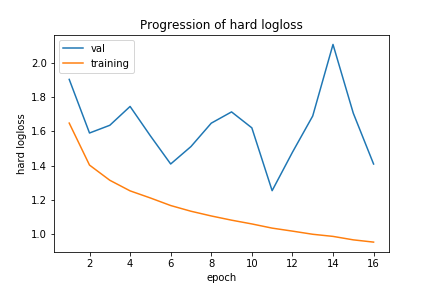 Progression of hard logloss
val
training
hard logloss
2.0
1.8
1.6
1.4
1.2
1.0
2 4 6 8 10 12 14 16
epoch